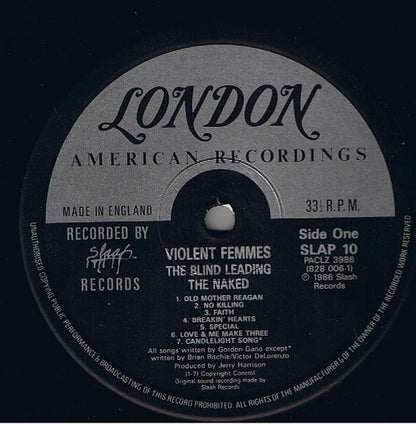 LONDON
AMERICAN RECORDINGS
MADE IN ENGLAND
33⅓ R.P.M.
RECORDED BY
Slash
RECORDS
VIOLENT FEMMES
THE BLIND LEADING
THE NAKED
Side One
SLAP 10
PACLZ 3986
(828 006-1)
℗ 1986 Slash
Records
1. OLD MOTHER REAGAN
2. NO KILLING
3. FAITH
4. BREAKIN' HEARTS
5. SPECIAL
6. LOVE & ME MAKE THREE
7. CANDLELIGHT SONG*
All songs written by Gordon Gano except*
written by Brian Ritchie/Victor DeLorenzo
Produced by Jerry Harrison
(1-7) Copyright Control
Original sound recording made by
Slash Records
UNAUTHORISED COPYING PUBLIC PERFORMANCE & BROADCASTING OF THIS RECORD PROHIBITED ALL RIGHTS OF THE MANUFACTURER & OF THE OWNER OF THE RECORDED WORK RESERVED